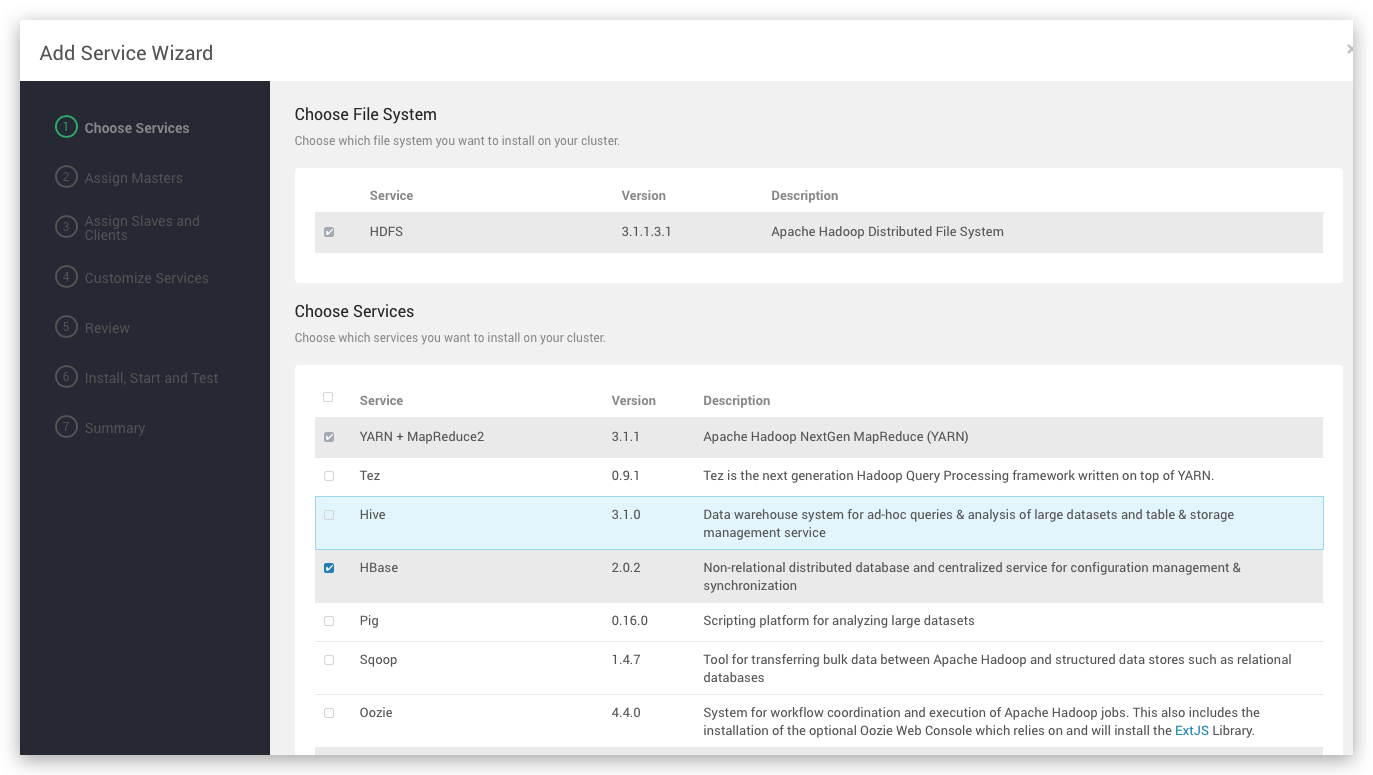 Add Service Wizard
×
1 Choose Services
2 Assign Masters
3 Assign Slaves and
Clients
4 Customize Services
5 Review
6 Install, Start and Test
7 Summary
Choose File System
Choose which file system you want to install on your cluster.
Service Version Description
HDFS 3.1.1.3.1 Apache Hadoop Distributed File System
Choose Services
Choose which services you want to install on your cluster.
Service Version Description
YARN + MapReduce2 3.1.1 Apache Hadoop NextGen MapReduce (YARN)
Tez 0.9.1 Tez is the next generation Hadoop Query Processing framework written on top of YARN.
Hive 3.1.0 Data warehouse system for ad-hoc queries & analysis of large datasets and table & storage
management service
HBase 2.0.2 Non-relational distributed database and centralized service for configuration management &
synchronization
Pig 0.16.0 Scripting platform for analyzing large datasets
Sqoop 1.4.7 Tool for transferring bulk data between Apache Hadoop and structured data stores such as relational
databases
Oozie 4.4.0 System for workflow coordination and execution of Apache Hadoop jobs. This also includes the
installation of the optional Oozie Web Console which relies on and will install the ExtJS Library.